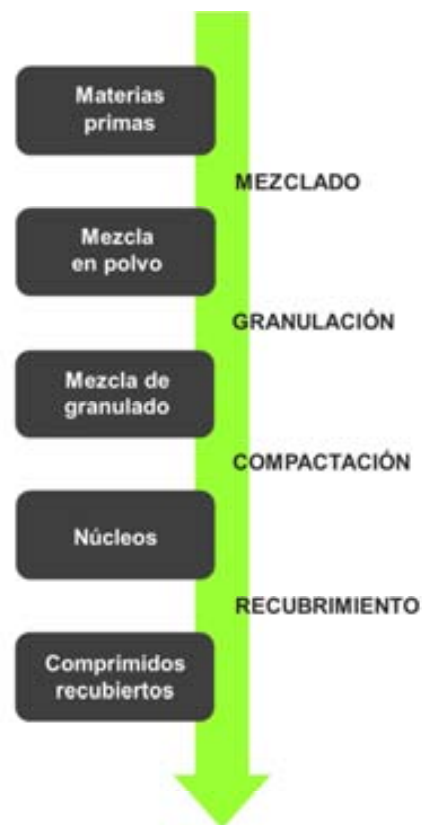 Materias
primas
MEZCLADO
Mezcla
en polvo
GRANULACIÓN
Mezcla de
granulado
COMPACTACIÓN
Núcleos
RECUBRIMIENTO
Comprimidos
recubiertos